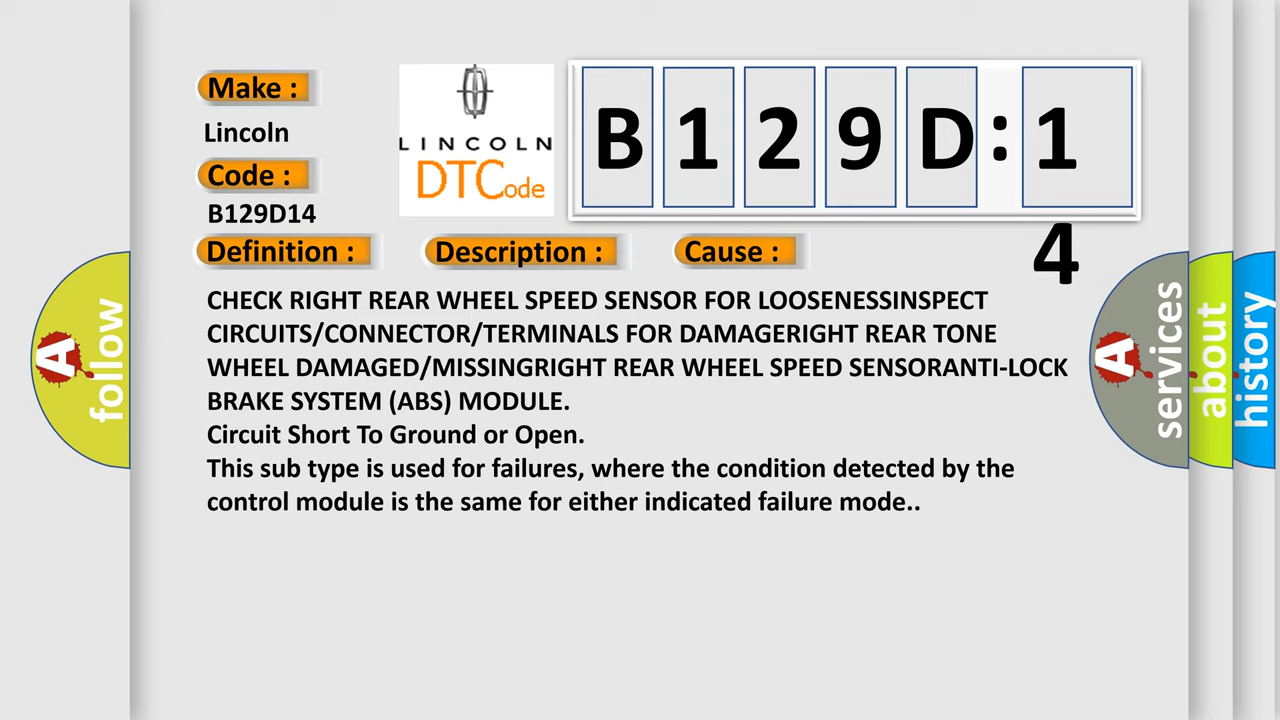 Make :
Lincoln
Code :
B129D14
LINCOLN
DTCode
B129D:1
4
Definition :
Description :
Cause :
CHECK RIGHT REAR WHEEL SPEED SENSOR FOR LOOSENESSINSPECT
CIRCUITS/CONNECTOR/TERMINALS FOR DAMAGERIGHT REAR TONE
WHEEL DAMAGED/MISSINGRIGHT REAR WHEEL SPEED SENSORANTI-LOCK
BRAKE SYSTEM (ABS) MODULE.
Circuit Short To Ground or Open.
This sub type is used for failures, where the condition detected by the
control module is the same for either indicated failure mode..
A
follow
A
services
about
history